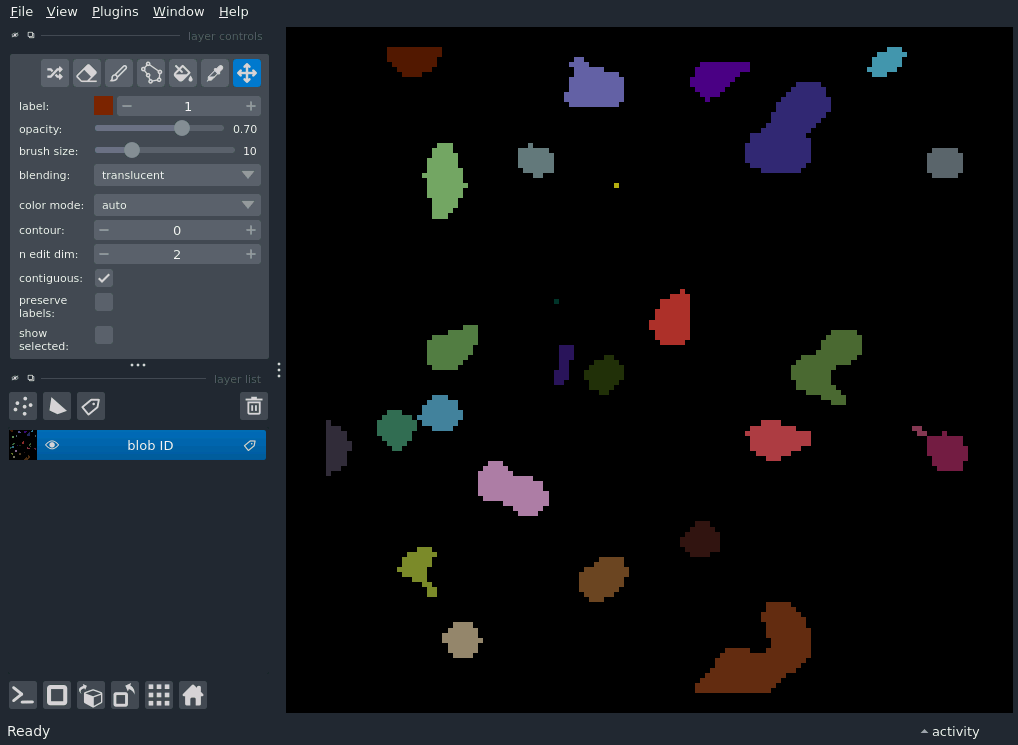 File View Plugins Window Help
layer controls
label: 1
opacity: 0.70
brush size: 10
blending: translucent
color mode: auto
contour: 0
n edit dim: 2
contiguous:
preserve
labels:
show
selected:
layer list
blob ID
Ready
activity